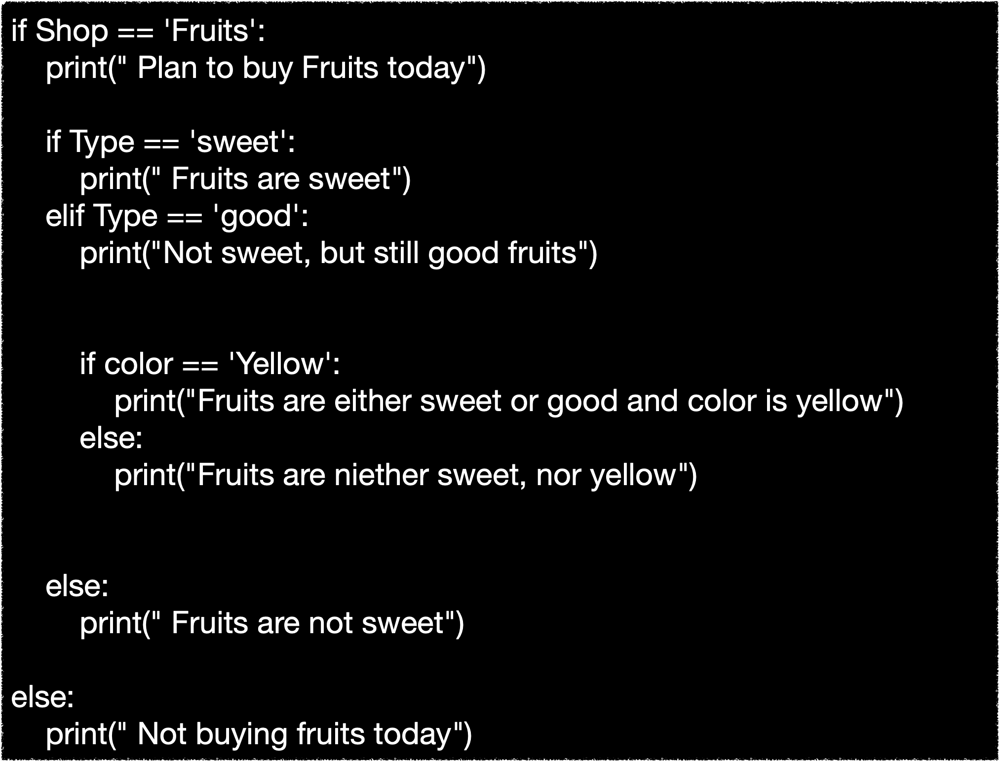 if Shop == 'Fruits':
    print(" Plan to buy Fruits today")
    if Type == 'sweet':
        print(" Fruits are sweet")
    elif Type == 'good':
        print("Not sweet, but still good fruits")
        if color == 'Yellow':
            print("Fruits are either sweet or good and color is yellow")
        else:
            print("Fruits are niether sweet, nor yellow")
    else:
        print(" Fruits are not sweet")
else:
    print(" Not buying fruits today")